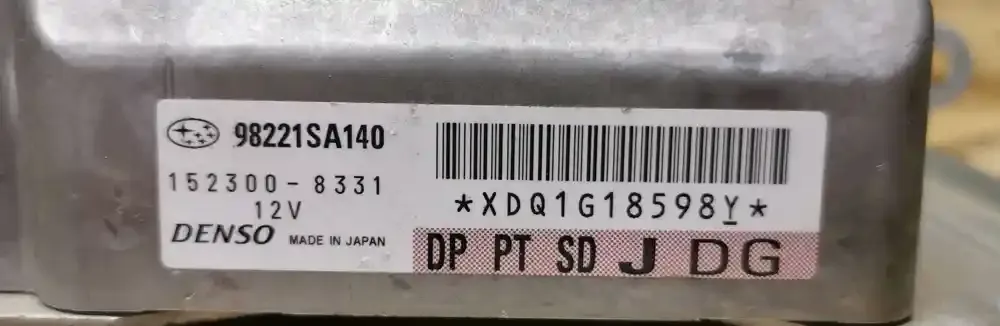 98221SA140
152300-8331
12V
DENSO MADE IN JAPAN
*XDQ1G18598Y*
DP PT SD J DG